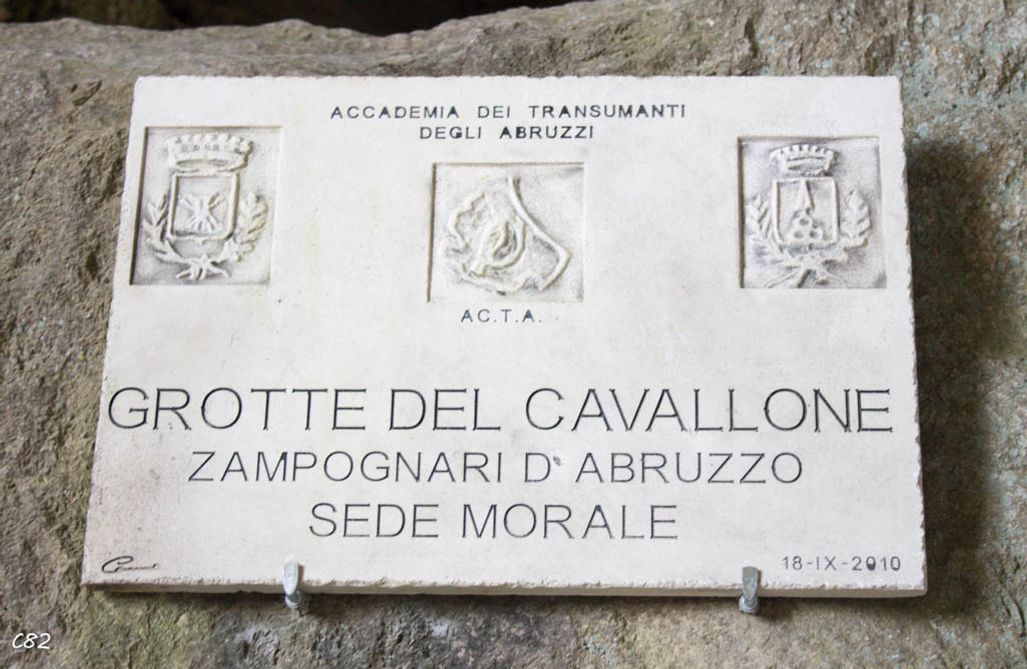 ACCADEMIA DEI TRANSUMANTI
DEGLI ABRUZZI
AC.T.A.
GROTTE DEL CAVALLONE
ZAMPOGNARI D'ABRUZZO
SEDE MORALE
18-IX-2010
C82